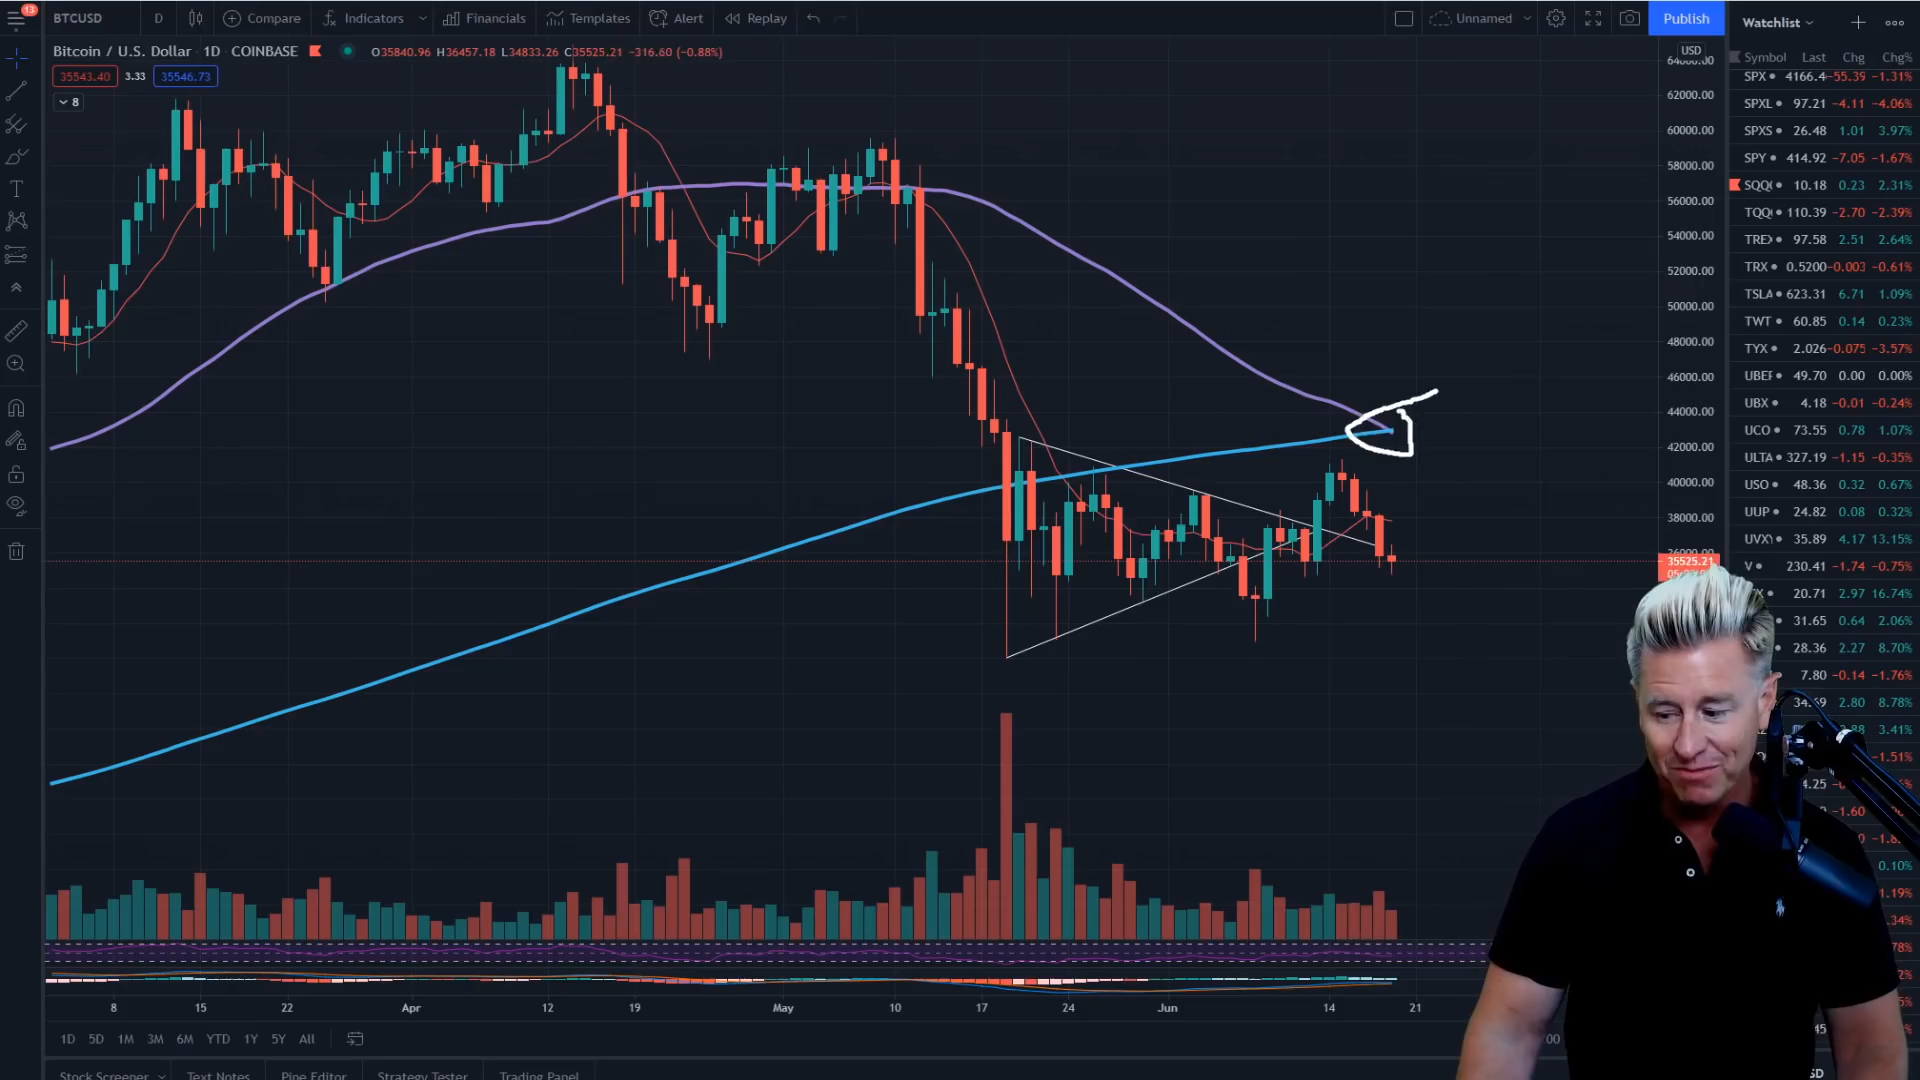 13
BTCUSD D Compare Indicators Financials Templates Alert Replay Unnamed Publish
Watchlist
Bitcoin / U.S. Dollar · 1D · COINBASE O35840.96 H36457.18 L34833.26 C35525.21 −316.60 (−0.88%)
35543.40 3.33 35546.73
8
USD
64000.00
62000.00
60000.00
58000.00
56000.00
54000.00
52000.00
50000.00
48000.00
46000.00
44000.00
42000.00
40000.00
38000.00
36000.00
35525.21
Symbol Last Chg Chg%
SPX 4166.4 −55.39 −1.31%
SPXL 97.21 −4.11 −4.06%
SPXS 26.48 1.01 3.97%
SPY 414.92 −7.05 −1.67%
SQQ 10.18 0.23 2.31%
TQQ 110.39 −2.70 −2.39%
TREX 97.58 2.51 2.64%
TRX 0.5200 −0.003 −0.61%
TSLA 623.31 6.71 1.09%
TWT 60.85 0.14 0.23%
TYX 2.026 −0.075 −3.57%
UBER 49.70 0.00 0.00%
UBX 4.18 −0.01 −0.24%
UCO 73.55 0.78 1.07%
ULTA 327.19 −1.15 −0.35%
USO 48.36 0.32 0.67%
UUP 24.82 0.08 0.32%
UVXY 35.89 4.17 13.15%
V 230.41 −1.74 −0.75%
20.71 2.97 16.74%
31.65 0.64 2.06%
28.36 2.27 8.70%
7.80 −0.14 −1.76%
34.69 2.80 8.78%
3.41%
−1.51%
4.25
−1.60
0.10%
8 15 22 Apr 12 19 May 10 17 24 Jun 14 21
1D 5D 1M 3M 6M YTD 1Y 5Y All
Stock Screener Text Notes Pine Editor Strategy Tester Trading Panel